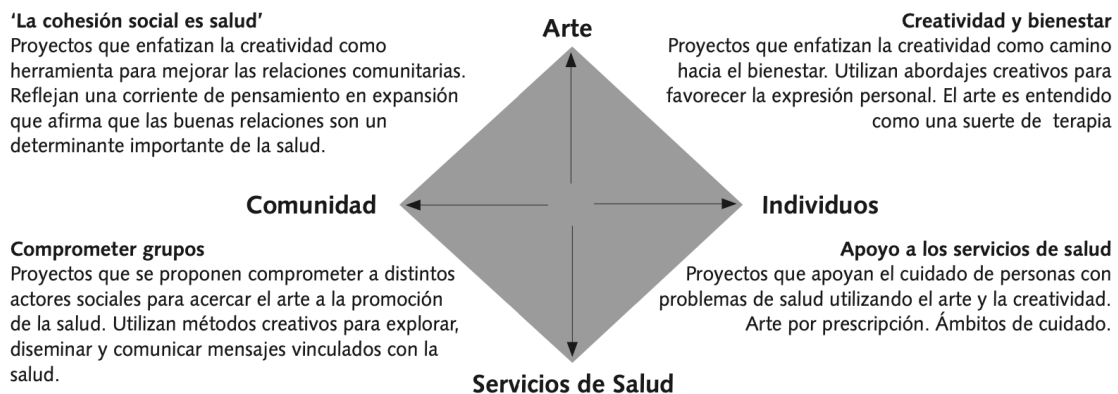 ‘La cohesión social es salud’
Proyectos que enfatizan la creatividad como
herramienta para mejorar las relaciones comunitarias.
Reflejan una corriente de pensamiento en expansión
que afirma que las buenas relaciones son un
determinante importante de la salud.
Arte
Creatividad y bienestar
Proyectos que enfatizan la creatividad como camino
hacia el bienestar. Utilizan abordajes creativos para
favorecer la expresión personal. El arte es entendido
como una suerte de terapia
Comunidad
Individuos
Comprometer grupos
Proyectos que se proponen comprometer a distintos
actores sociales para acercar el arte a la promoción
de la salud. Utilizan métodos creativos para explorar,
diseminar y comunicar mensajes vinculados con la
salud.
Apoyo a los servicios de salud
Proyectos que apoyan el cuidado de personas con
problemas de salud utilizando el arte y la creatividad.
Arte por prescripción. Ámbitos de cuidado.
Servicios de Salud